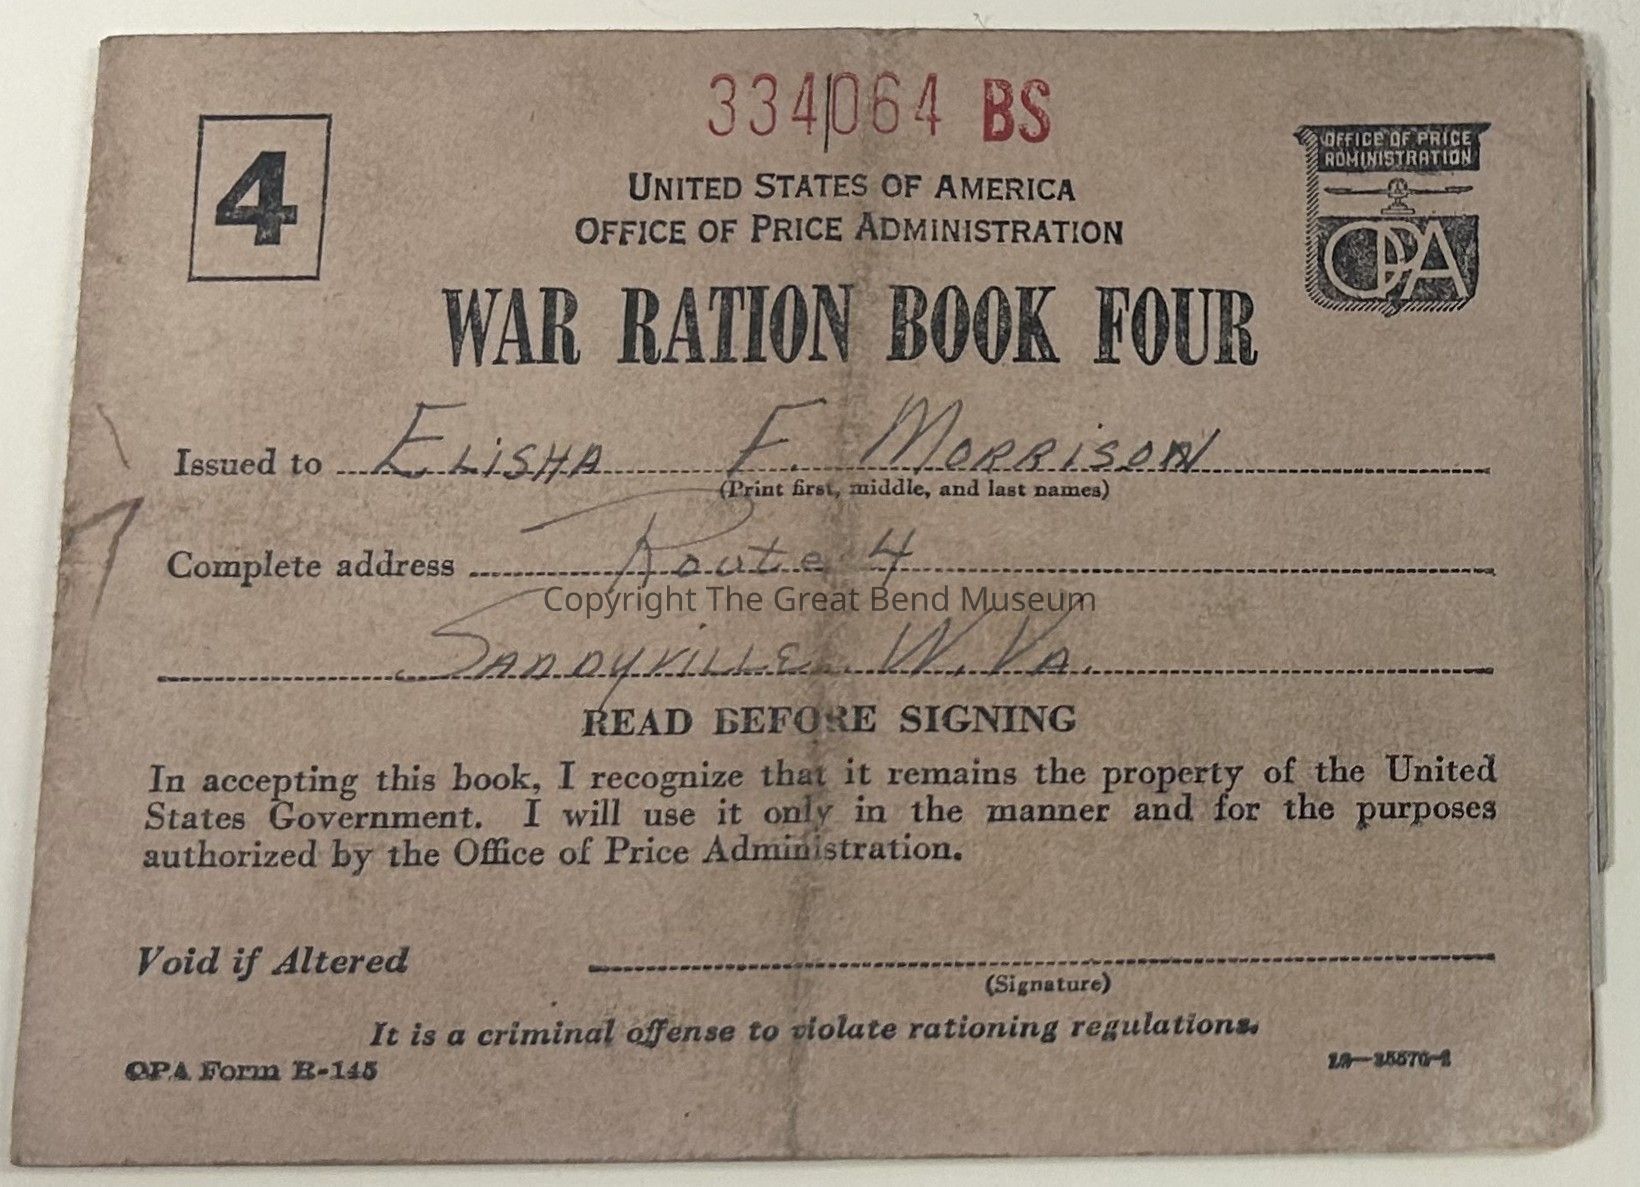 334064 BS
4
OFFICE OF PRICE
ADMINISTRATION
OPA
UNITED STATES OF AMERICA
OFFICE OF PRICE ADMINISTRATION
WAR RATION BOOK FOUR
Issued to ELiSHA F. MORRiSON
(Print first, middle, and last names)
Complete address Route 4
Copyright The Great Bend Museum
SANDYVILLE W. VA.
READ BEFORE SIGNING
In accepting this book, I recognize that it remains the property of the United
States Government. I will use it only in the manner and for the purposes
authorized by the Office of Price Administration.
Void if Altered
(Signature)
It is a criminal offense to violate rationing regulations.
OPA Form R-145